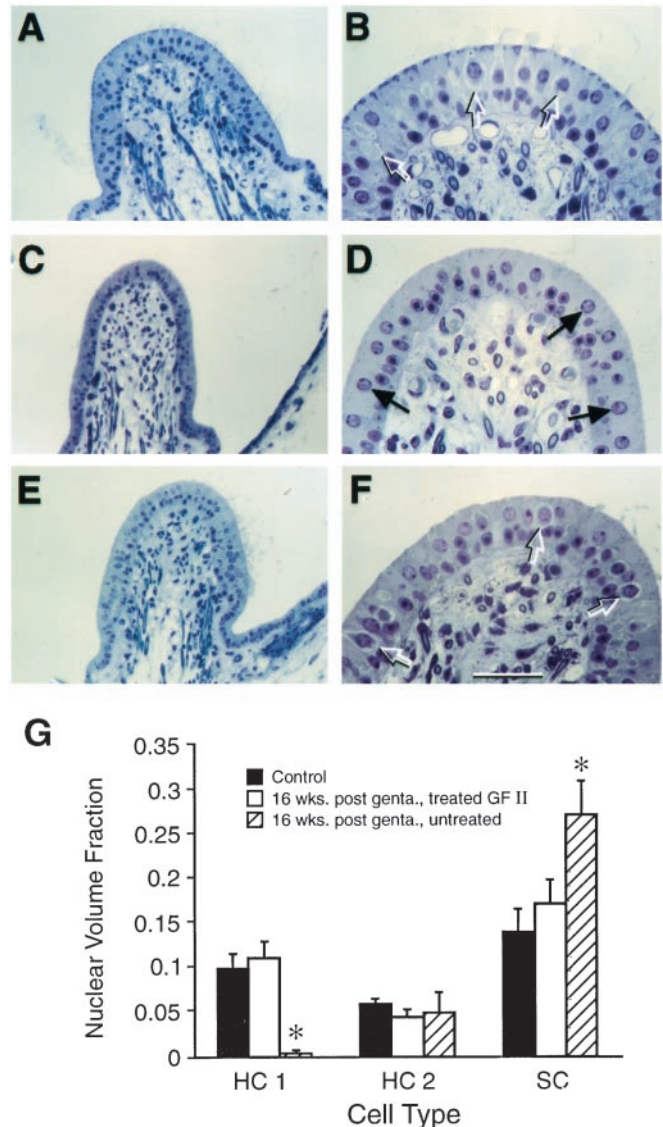 A
B
C
D
E
F
G
0.35
0.3
0.25
0.2
0.15
0.1
0.05
0
Nuclear Volume Fraction
Control
16 wks. post genta., treated GF II
16 wks. post genta., untreated
*
*
HC 1
HC 2
SC
Cell Type